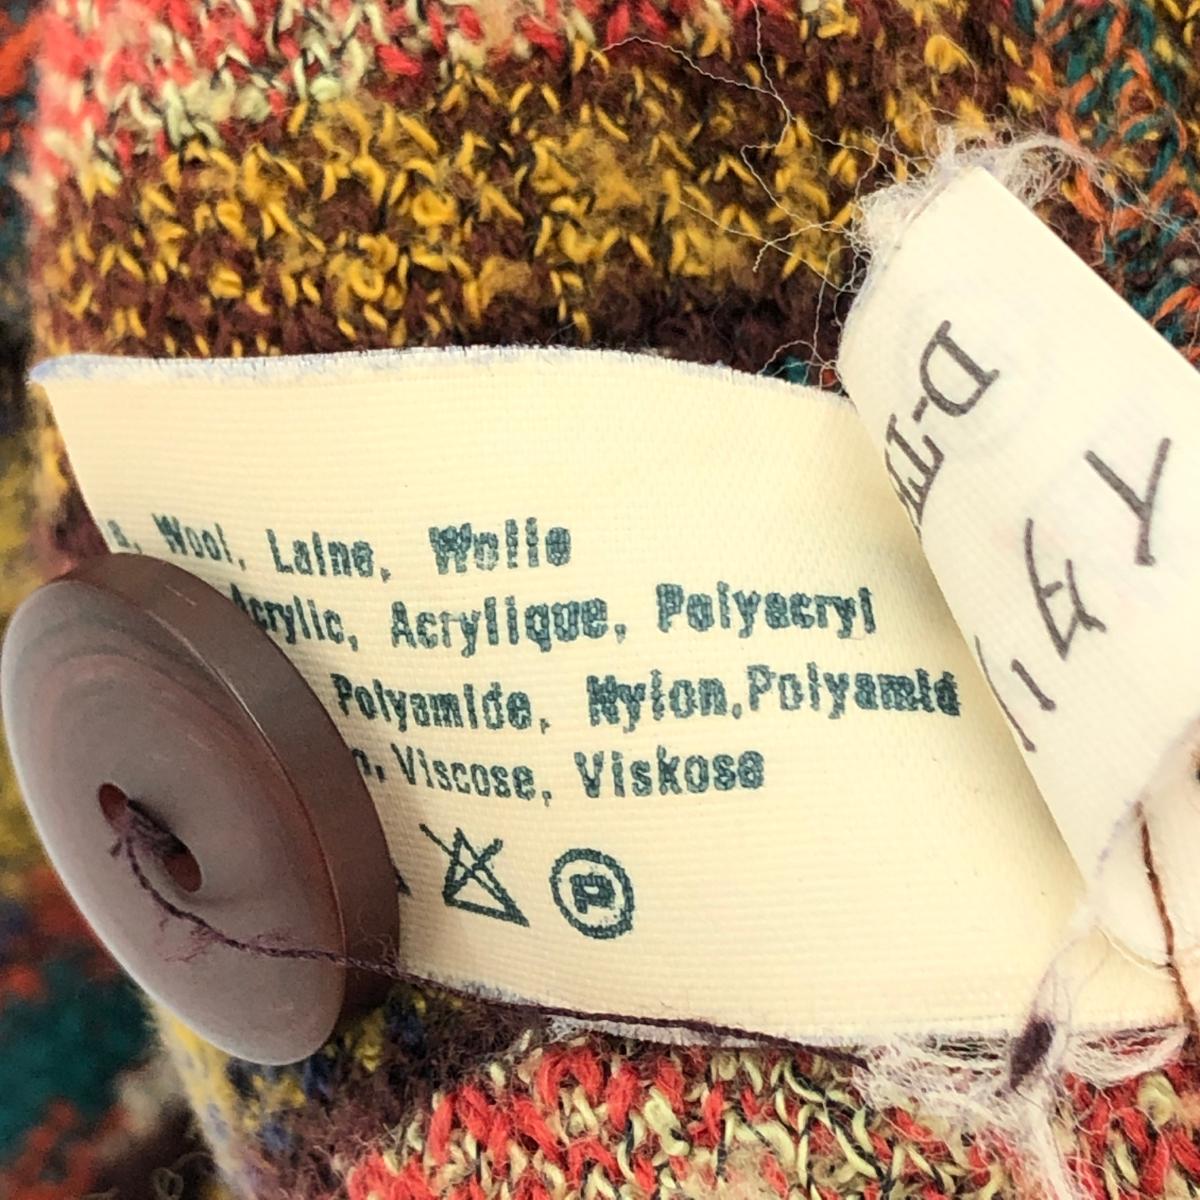 Wool, Laine, Wolle
Acrylic, Acrylique, Polyacryl
Polyamide, Nylon, Polyamid
Viscose, Viskose
P